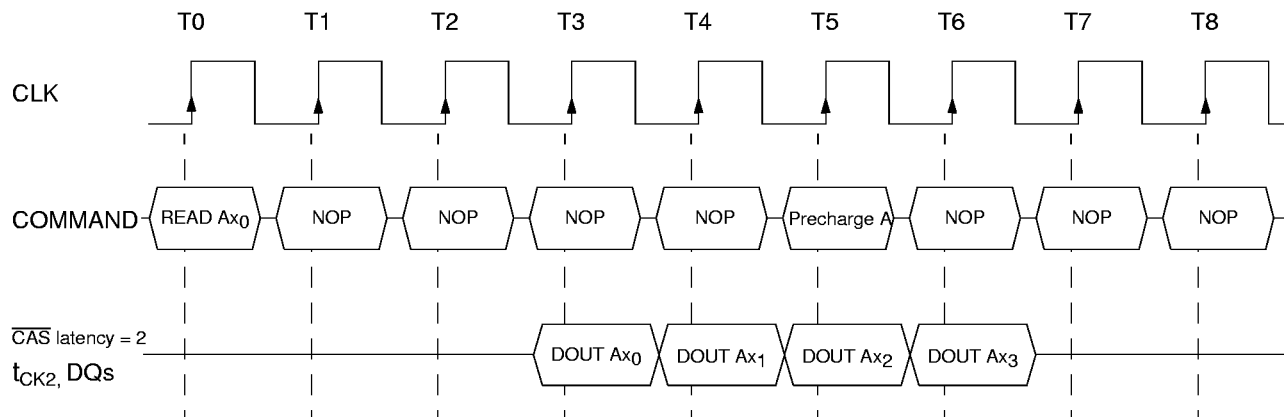 T0 T1 T2 T3 T4 T5 T6 T7 T8
CLK
COMMAND READ Ax0 NOP NOP NOP NOP Precharge A NOP NOP NOP
CAS latency = 2
tCK2, DQs DOUT Ax0 DOUT Ax1 DOUT Ax2 DOUT Ax3